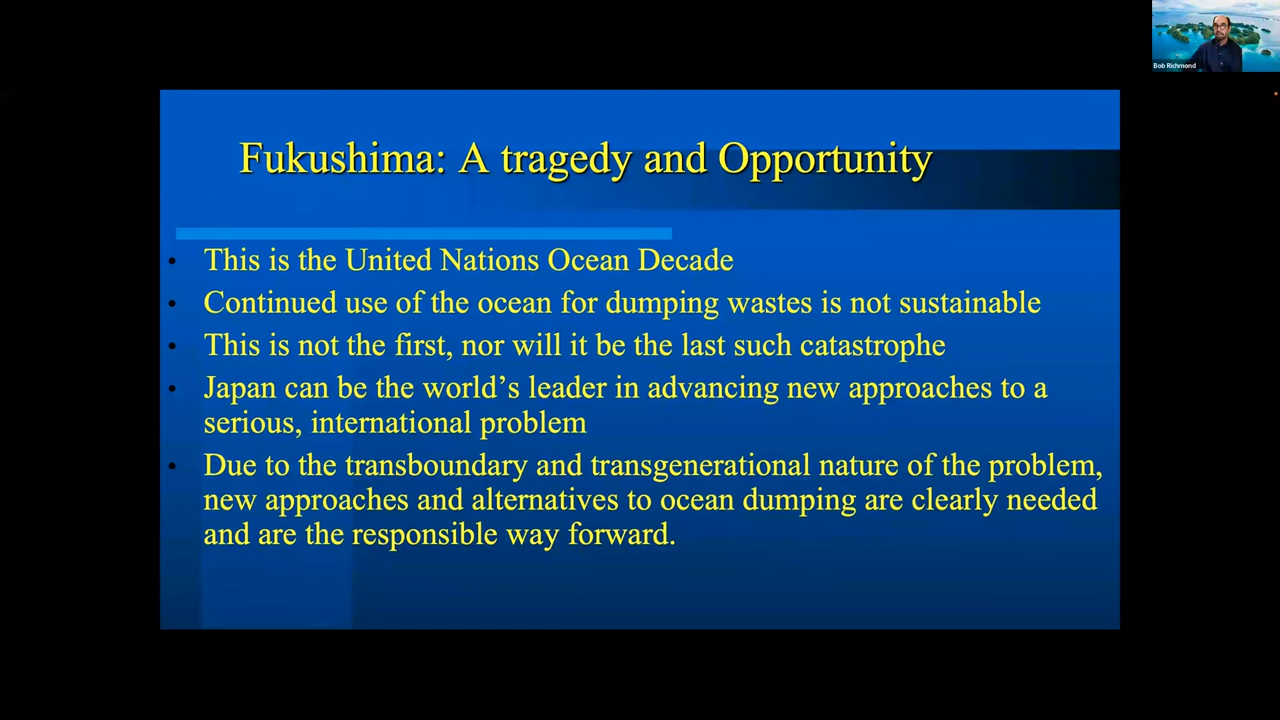 Bob Richmond
Fukushima: A tragedy and Opportunity
• This is the United Nations Ocean Decade
• Continued use of the ocean for dumping wastes is not sustainable
• This is not the first, nor will it be the last such catastrophe
• Japan can be the world’s leader in advancing new approaches to a
serious, international problem
• Due to the transboundary and transgenerational nature of the problem,
new approaches and alternatives to ocean dumping are clearly needed
and are the responsible way forward.